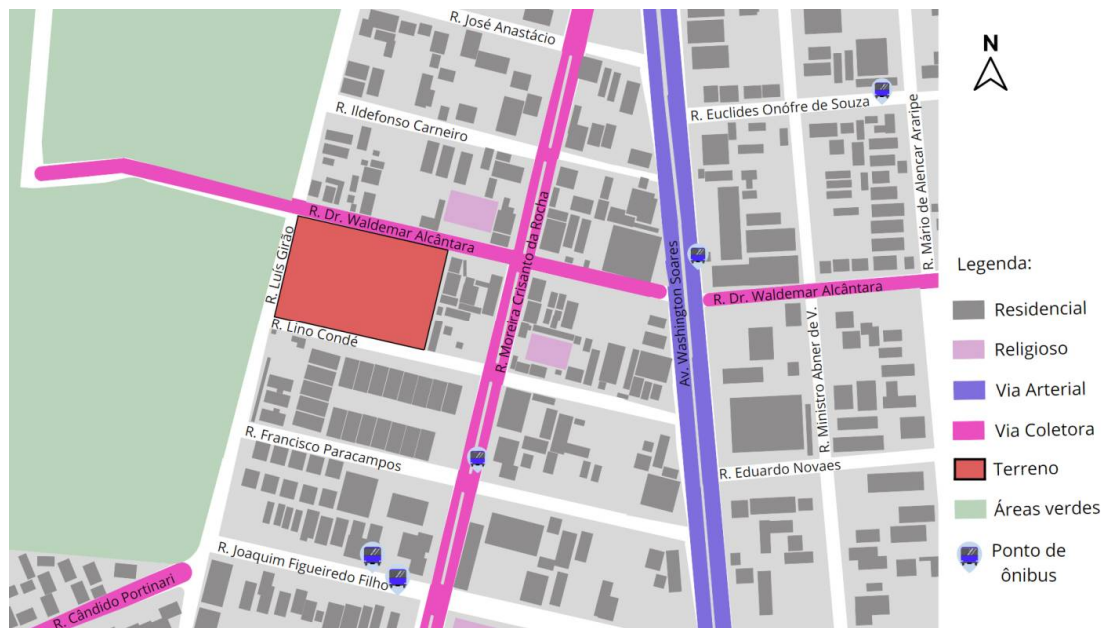 R. José Anastácio
N
R. Euclides Onófre de Souza
R. Ildefonso Carneiro
R. Mário de Alencar Araripe
R. Dr. Waldemar Alcântara
R. Moreira Crisanto da Rocha
Av. Washington Soares
R. Luís Girão
R. Dr. Waldemar Alcântara
R. Lino Condé
R. Ministro Abner de V.
R. Francisco Paracampos
R. Eduardo Novaes
R. Joaquim Figueiredo Filho
R. Cândido Portinari
Legenda:
Residencial
Religioso
Via Arterial
Via Coletora
Terreno
Áreas verdes
Ponto de
ônibus